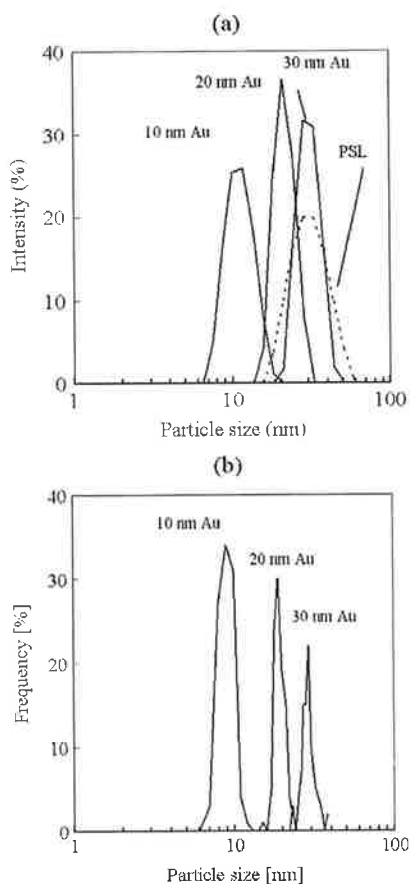 (a)
40
30
20
10
0
Intensity (%)
10 nm Au
20 nm Au
30 nm Au
PSL
1
10
100
Particle size (nm)
(b)
40
30
20
10
0
Frequency [%]
10 nm Au
20 nm Au
30 nm Au
1
10
100
Particle size [nm]